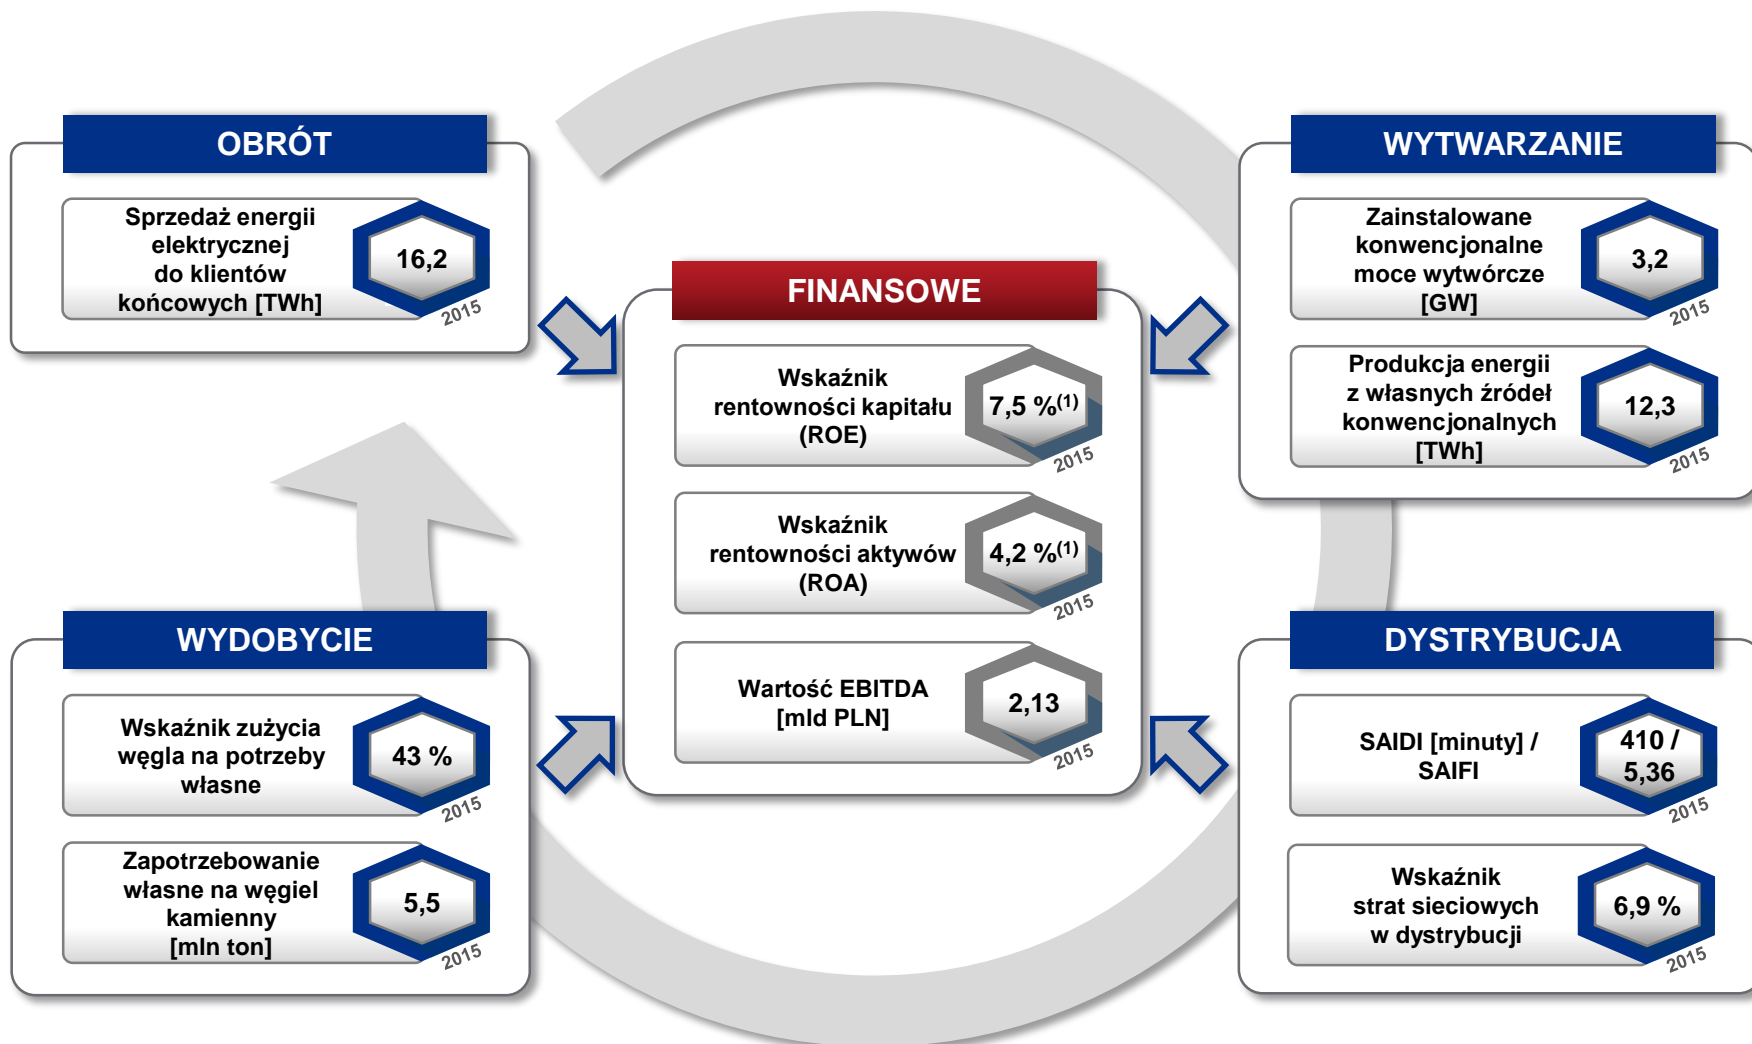 OBRÓT
Sprzedaż energii
elektrycznej
do klientów
końcowych [TWh]
16,2
2015
WYTWARZANIE
Zainstalowane
konwencjonalne
moce wytwórcze
[GW]
3,2
2015
Produkcja energii
z własnych źródeł
konwencjonalnych
[TWh]
12,3
2015
FINANSOWE
Wskaźnik
rentowności kapitału
(ROE)
7,5 %(1)
2015
Wskaźnik
rentowności aktywów
(ROA)
4,2 %(1)
2015
Wartość EBITDA
[mld PLN]
2,13
2015
WYDOBYCIE
Wskaźnik zużycia
węgla na potrzeby
własne
43 %
2015
Zapotrzebowanie
własne na węgiel
kamienny
[mln ton]
5,5
2015
DYSTRYBUCJA
SAIDI [minuty] /
SAIFI
410 /
5,36
2015
Wskaźnik
strat sieciowych
w dystrybucji
6,9 %
2015